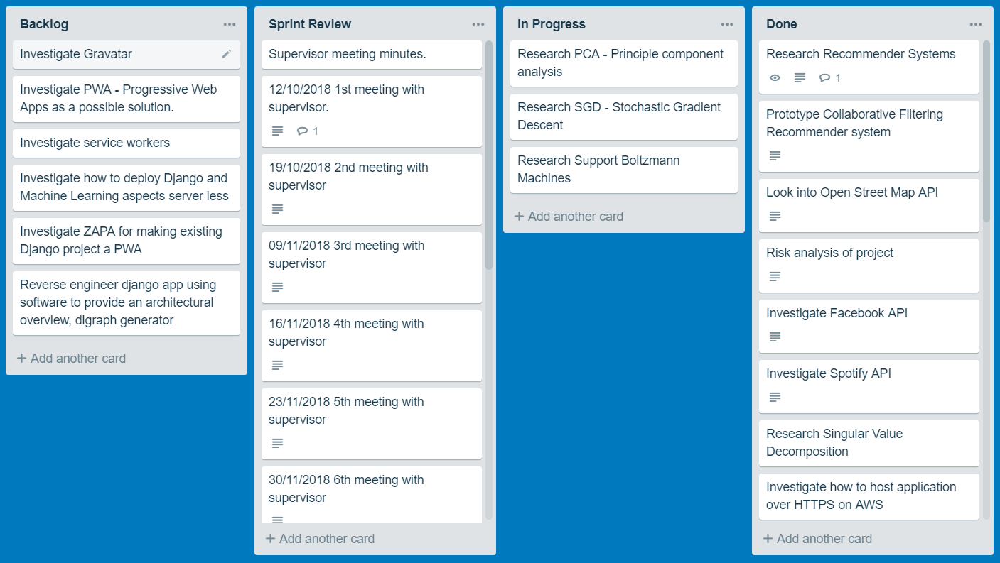 Backlog
Investigate Gravatar
Investigate PWA - Progressive Web
Apps as a possible solution.
Investigate service workers
Investigate how to deploy Django and
Machine Learning aspects server less
Investigate ZAPA for making existing
Django project a PWA
Reverse engineer django app using
software to provide an architectural
overview, digraph generator
+ Add another card
Sprint Review
Supervisor meeting minutes.
12/10/2018 1st meeting with
supervisor.
1
19/10/2018 2nd meeting with
supervisor
09/11/2018 3rd meeting with
supervisor
16/11/2018 4th meeting with
supervisor
23/11/2018 5th meeting with
supervisor
30/11/2018 6th meeting with
supervisor
+ Add another card
In Progress
Research PCA - Principle component
analysis
Research SGD - Stochastic Gradient
Descent
Research Support Boltzmann
Machines
+ Add another card
Done
Research Recommender Systems
1
Prototype Collaborative Filtering
Recommender system
Look into Open Street Map API
Risk analysis of project
Investigate Facebook API
Investigate Spotify API
Research Singular Value
Decomposition
Investigate how to host application
over HTTPS on AWS
+ Add another card